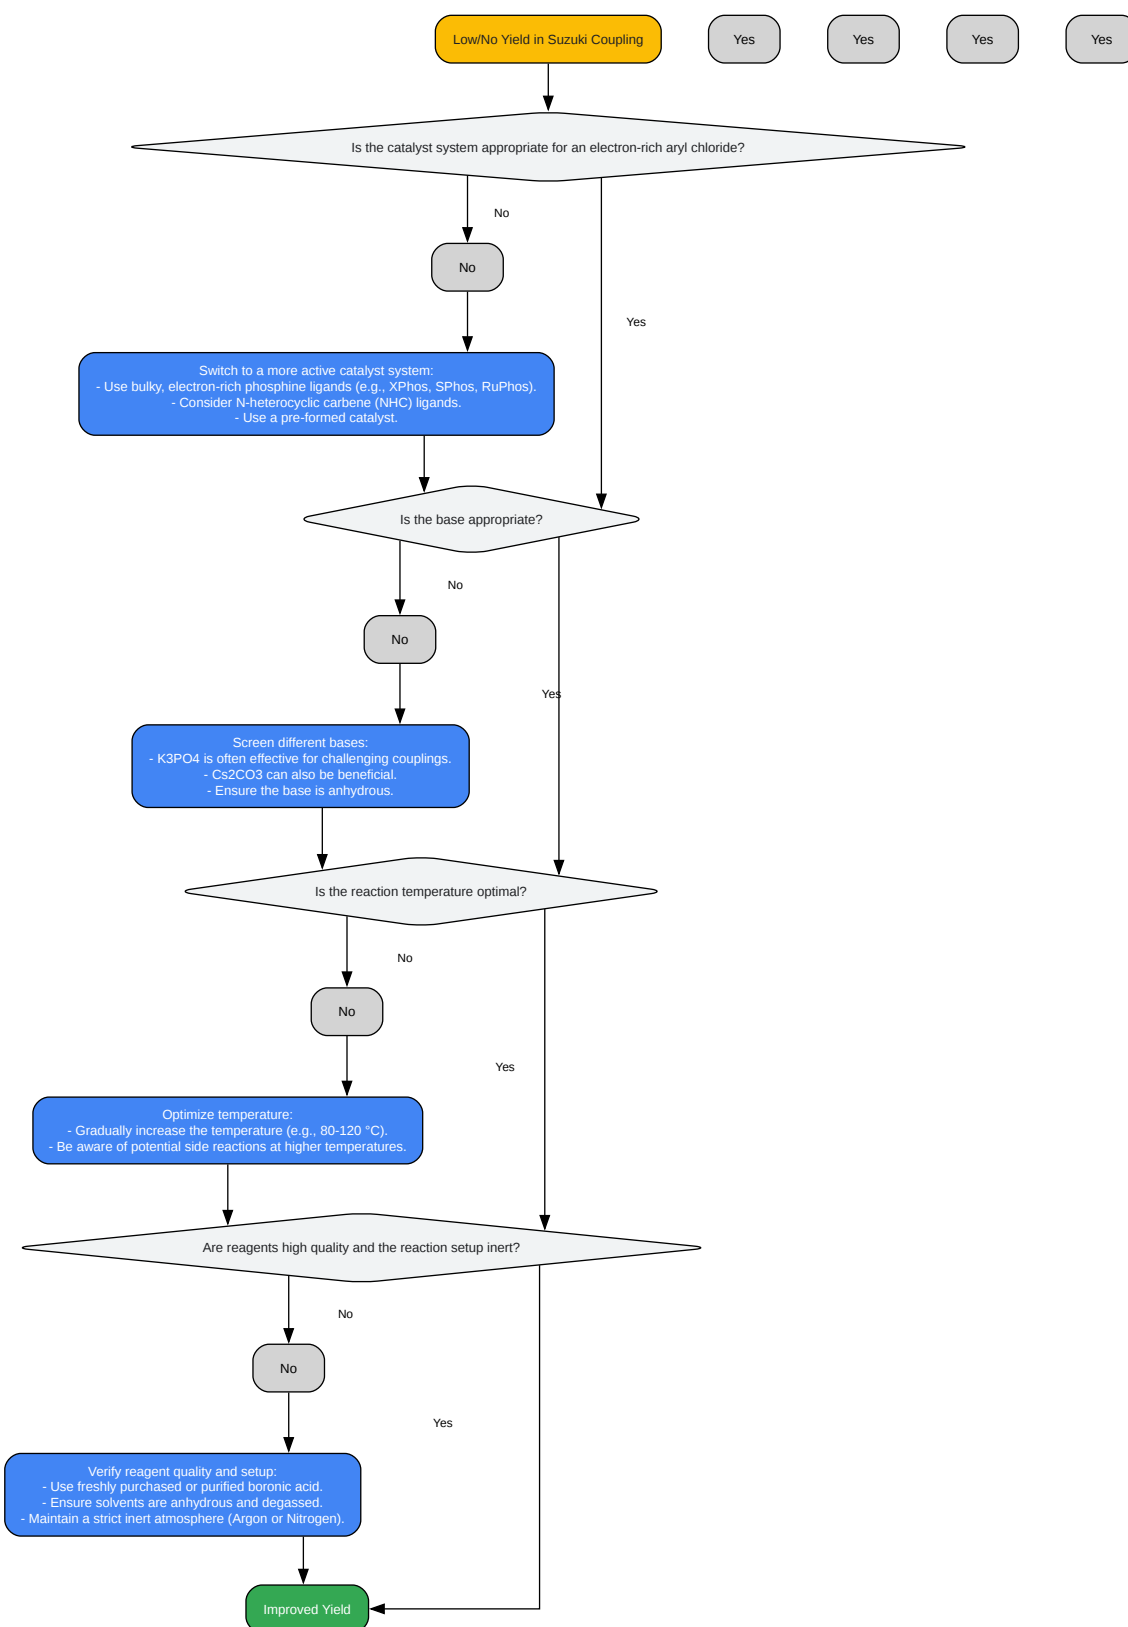 Low/No Yield in Suzuki Coupling
Yes
Yes
Yes
Yes
Is the catalyst system appropriate for an electron-rich aryl chloride?
No
No
Yes
Switch to a more active catalyst system:
- Use bulky, electron-rich phosphine ligands (e.g., XPhos, SPhos, RuPhos).
- Consider N-heterocyclic carbene (NHC) ligands.
- Use a pre-formed catalyst.
Is the base appropriate?
No
No
Yes
Screen different bases:
- K3PO4 is often effective for challenging couplings.
- Cs2CO3 can also be beneficial.
- Ensure the base is anhydrous.
Is the reaction temperature optimal?
No
No
Yes
Optimize temperature:
- Gradually increase the temperature (e.g., 80-120 °C).
- Be aware of potential side reactions at higher temperatures.
Are reagents high quality and the reaction setup inert?
No
No
Yes
Verify reagent quality and setup:
- Use freshly purchased or purified boronic acid.
- Ensure solvents are anhydrous and degassed.
- Maintain a strict inert atmosphere (Argon or Nitrogen).
Improved Yield